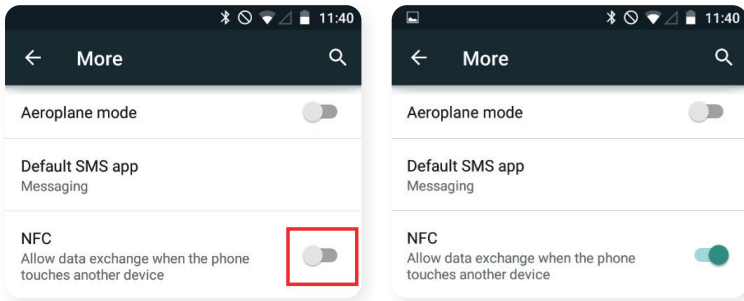 11:40
More
Aeroplane mode
Default SMS app
Messaging
NFC
Allow data exchange when the phone
touches another device
11:40
More
Aeroplane mode
Default SMS app
Messaging
NFC
Allow data exchange when the phone
touches another device